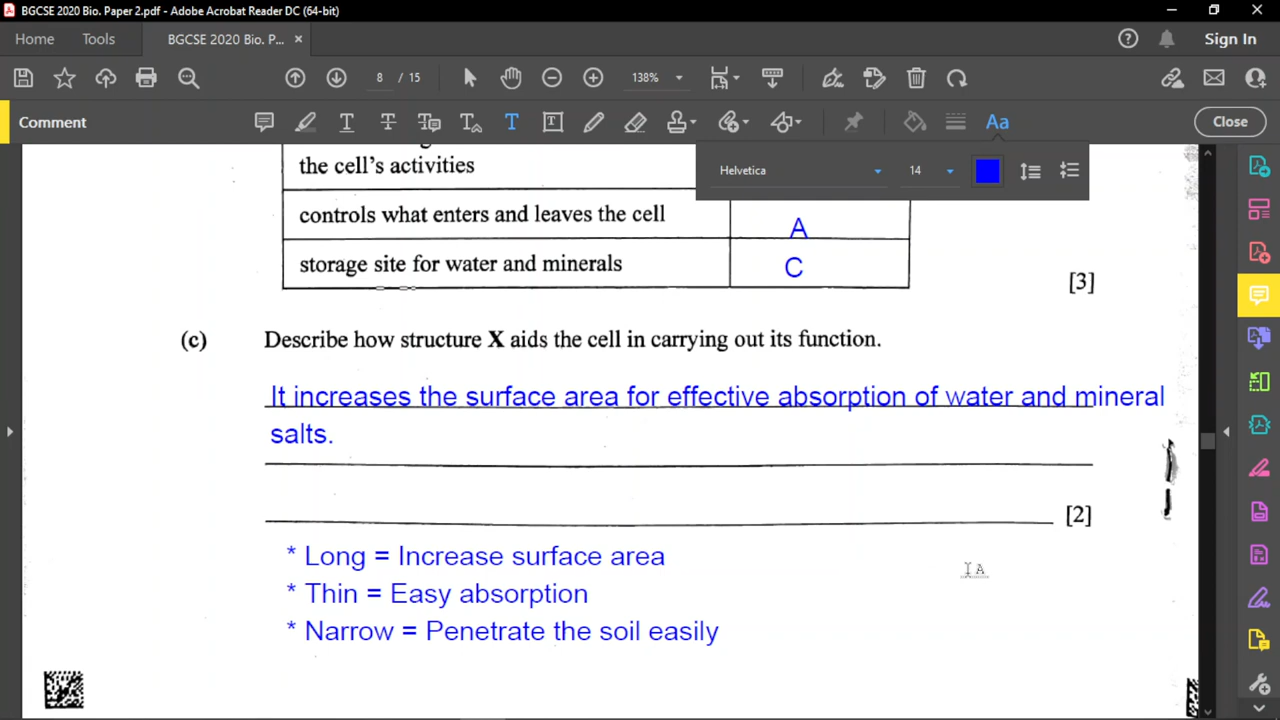 BGCSE 2020 Bio. Paper 2.pdf - Adobe Acrobat Reader DC (64-bit)
Home Tools BGCSE 2020 Bio. P... × Sign In
8 / 15 138%
Comment Close
Helvetica 14
the cell's activities
controls what enters and leaves the cell A
storage site for water and minerals C
[3]
(c) Describe how structure X aids the cell in carrying out its function.
It increases the surface area for effective absorption of water and mineral
salts.
[2]
* Long = Increase surface area
* Thin = Easy absorption
* Narrow = Penetrate the soil easily